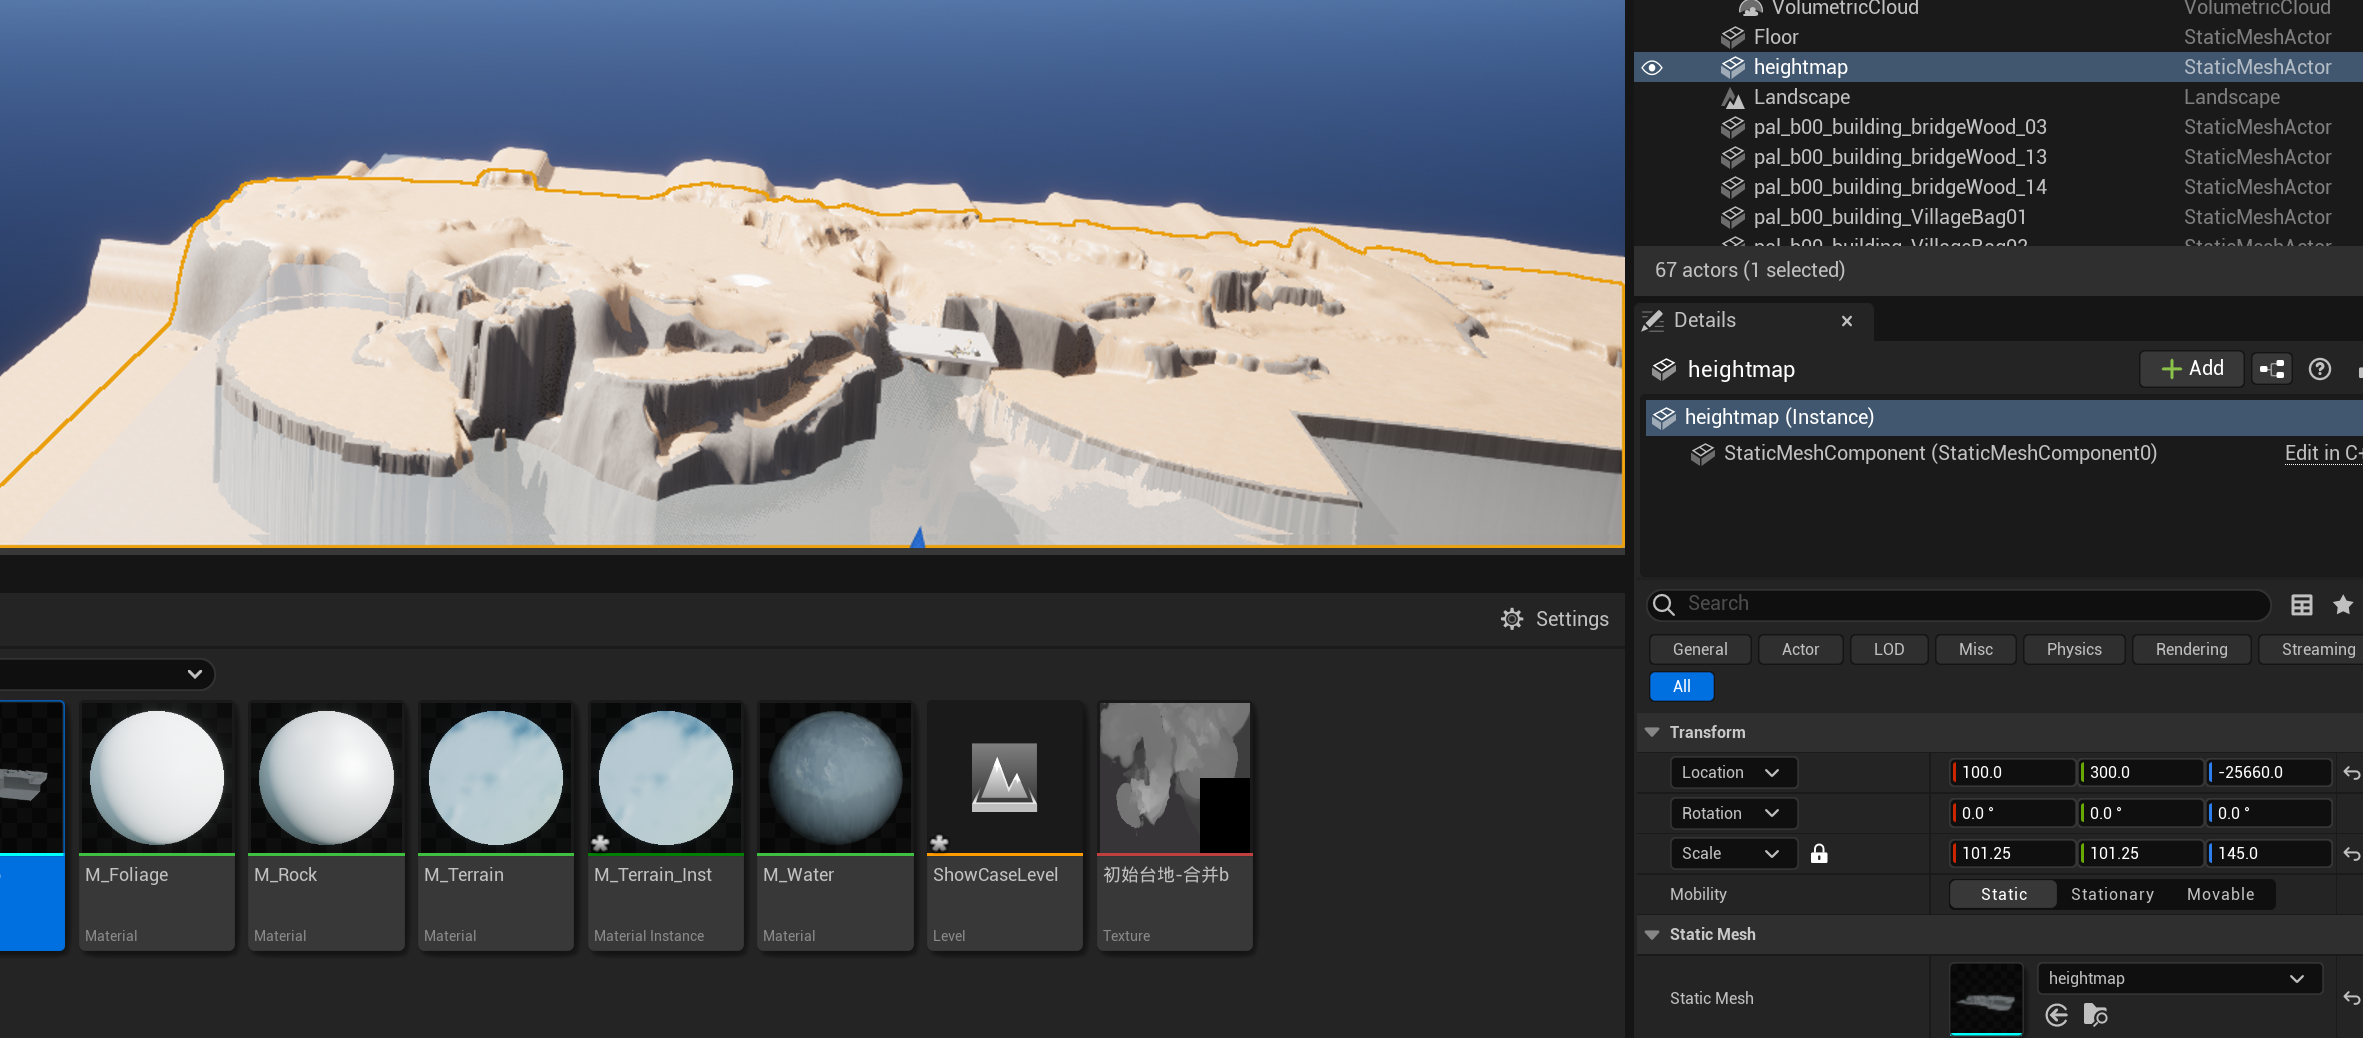 VolumetricCloud VolumetricCloud
Floor StaticMeshActor
heightmap StaticMeshActor
Landscape Landscape
pal_b00_building_bridgeWood_03 StaticMeshActor
pal_b00_building_bridgeWood_13 StaticMeshActor
pal_b00_building_bridgeWood_14 StaticMeshActor
pal_b00_building_VillageBag01 StaticMeshActor
pal_b00_building_VillageBag02 StaticMeshActor
67 actors (1 selected)
Details
heightmap
Add
heightmap (Instance)
StaticMeshComponent (StaticMeshComponent0) Edit in C+
Search
General Actor LOD Misc Physics Rendering Streaming
All
Transform
Location 100.0 300.0 -25660.0
Rotation 0.0 ° 0.0 ° 0.0 °
Scale 101.25 101.25 145.0
Mobility Static Stationary Movable
Static Mesh
Static Mesh heightmap
Settings
M_Foliage M_Rock M_Terrain M_Terrain_Inst M_Water ShowCaseLevel 初始台地-合并b
Material Material Material Material Instance Material Level Texture